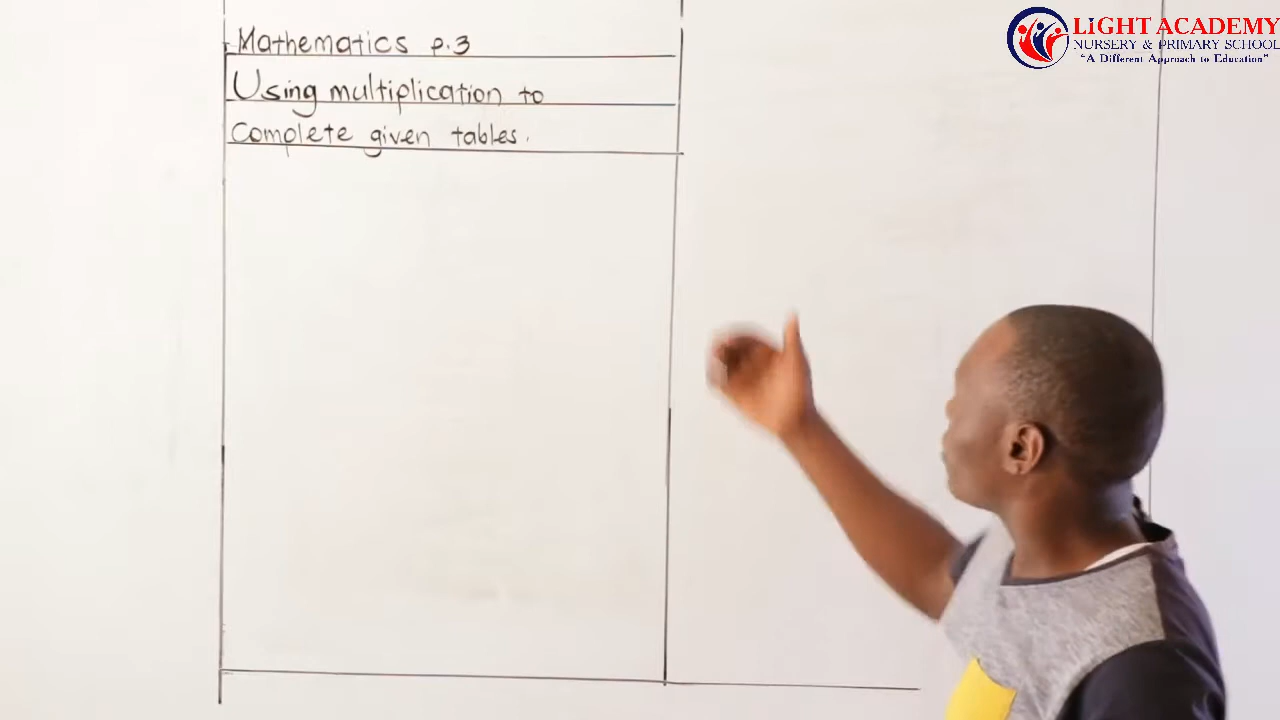 Mathematics p.3
Using multiplication to
Complete given tables.
LiGHT ACADEMY
NURSERY & PRIMARY SCHOOL
"A Different Approach to Education"